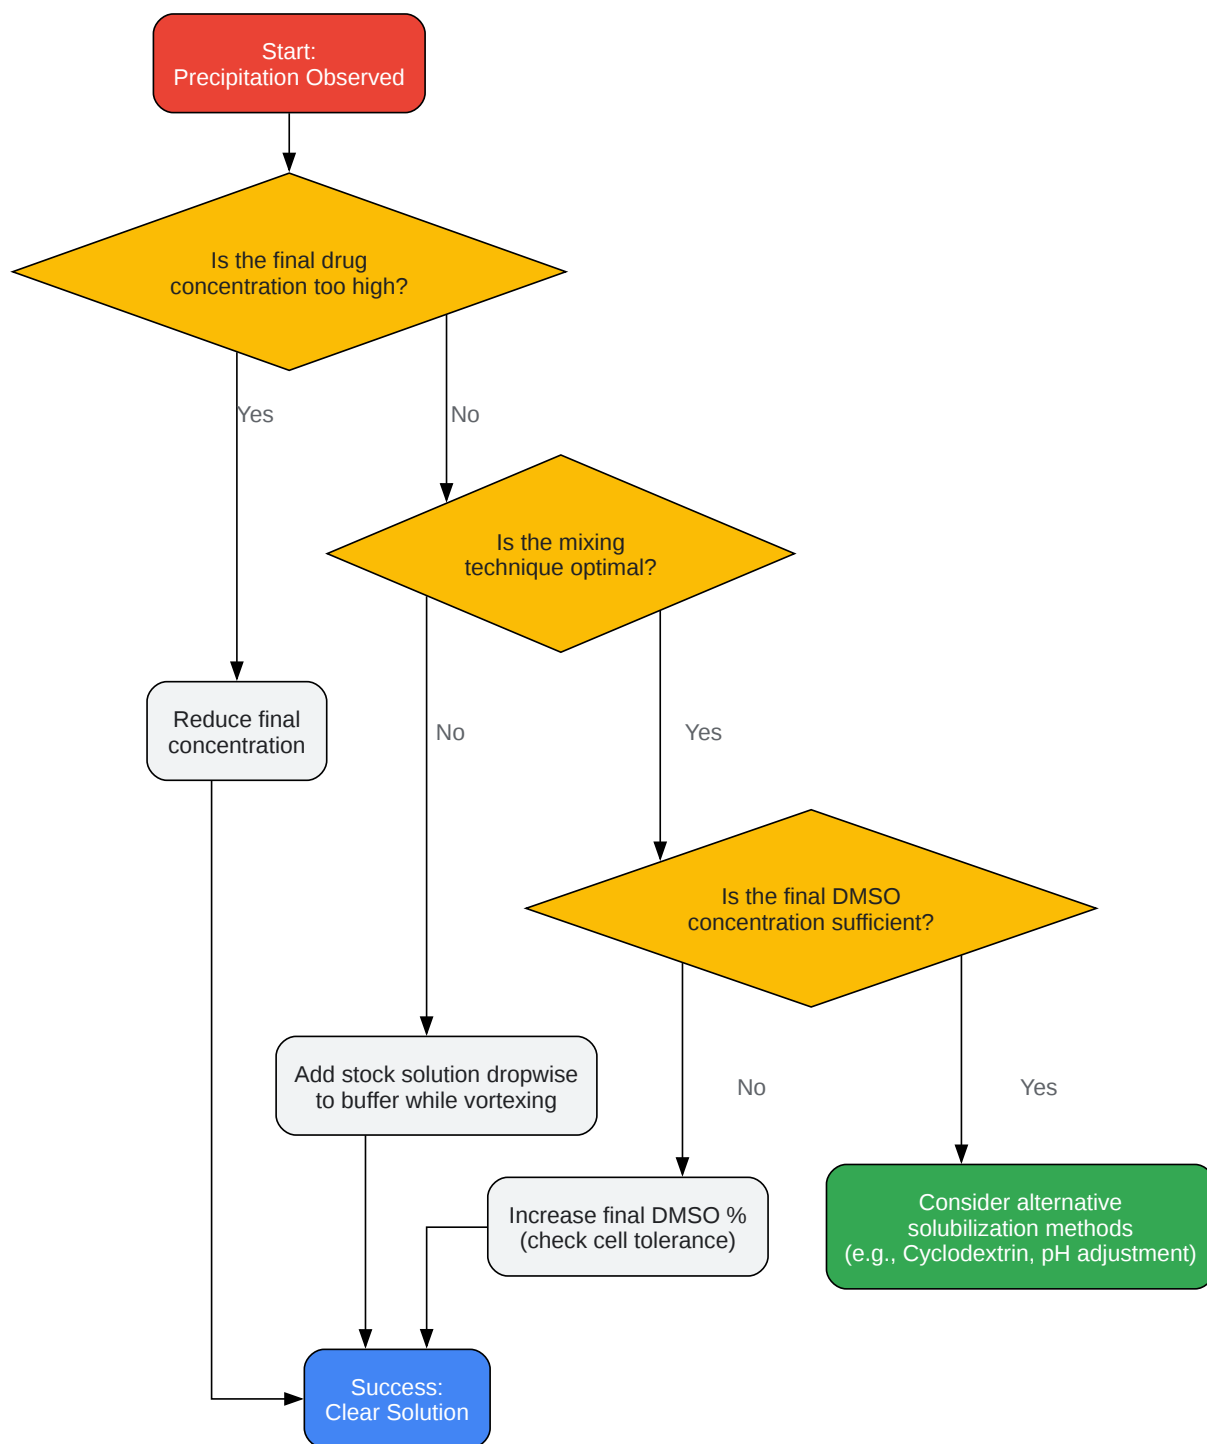 Start:
Precipitation Observed
Is the final drug
concentration too high?
Yes
No
Is the mixing
technique optimal?
Reduce final
concentration
No
Yes
Is the final DMSO
concentration sufficient?
Add stock solution dropwise
to buffer while vortexing
No
Yes
Increase final DMSO %
(check cell tolerance)
Consider alternative
solubilization methods
(e.g., Cyclodextrin, pH adjustment)
Success:
Clear Solution